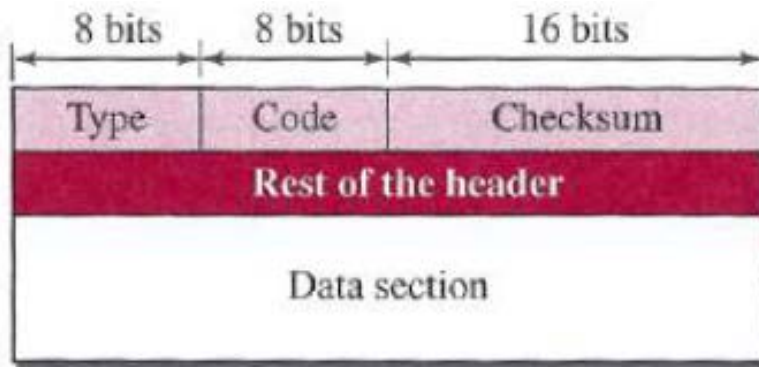 8 bits 8 bits 16 bits
Type Code Checksum
Rest of the header
Data section